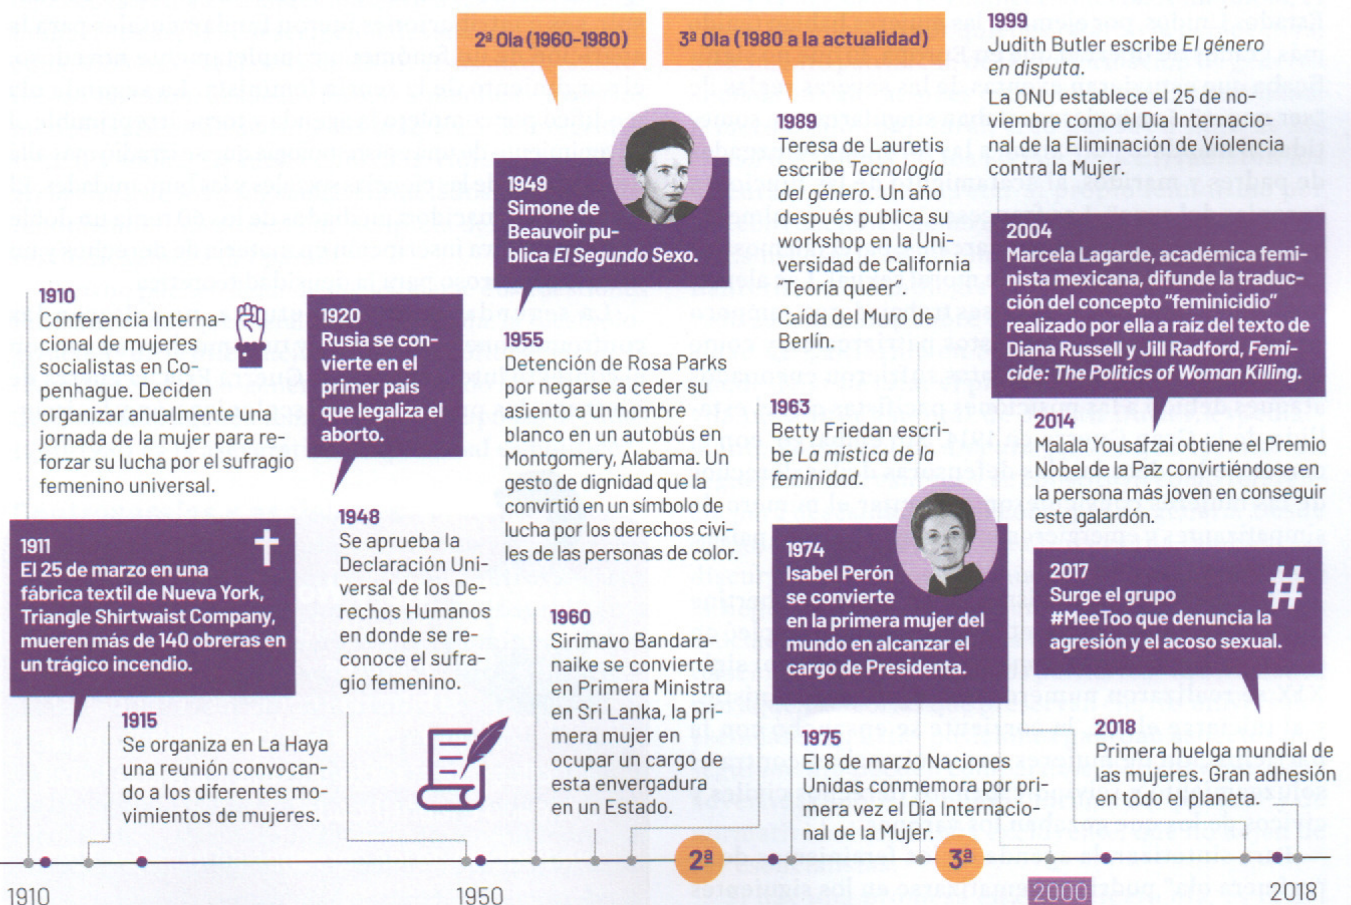 2ª Ola (1960-1980)
3ª Ola (1980 a la actualidad)
1910
Conferencia Interna-
cional de mujeres
socialistas en Co-
penhague. Deciden
organizar anualmente una
jornada de la mujer para re-
forzar su lucha por el sufragio
femenino universal.
1911
El 25 de marzo en una
fábrica textil de Nueva York,
Triangle Shirtwaist Company,
mueren más de 140 obreras en
un trágico incendio.
1915
Se organiza en La Haya
una reunión convocan-
do a los diferentes mo-
vimientos de mujeres.
1920
Rusia se con-
vierte en el
primer país
que legaliza el
aborto.
1948
Se aprueba la
Declaración Uni-
versal de los De-
rechos Humanos
en donde se re-
conoce el sufra-
gio femenino.
1949
Simone de
Beauvoir pu-
blica El Segundo Sexo.
1955
Detención de Rosa Parks
por negarse a ceder su
asiento a un hombre
blanco en un autobús en
Montgomery, Alabama. Un
gesto de dignidad que la
convirtió en un símbolo de
lucha por los derechos civi-
les de las personas de color.
1960
Sirimavo Bandara-
naike se convierte
en Primera Ministra
en Sri Lanka, la pri-
mera mujer en
ocupar un cargo de
esta envergadura
en un Estado.
1963
Betty Friedan escri-
be La mística de la
feminidad.
1974
Isabel Perón
se convierte
en la primera mujer del
mundo en alcanzar el
cargo de Presidenta.
1975
El 8 de marzo Naciones
Unidas conmemora por pri-
mera vez el Día Internacio-
nal de la Mujer.
1989
Teresa de Lauretis
escribe Tecnología
del género. Un año
después publica su
workshop en la Uni-
versidad de California
“Teoría queer”.
Caída del Muro de
Berlín.
1999
Judith Butler escribe El género
en disputa.
La ONU establece el 25 de no-
viembre como el Día Internacio-
nal de la Eliminación de Violencia
contra la Mujer.
2004
Marcela Lagarde, académica femi-
nista mexicana, difunde la traduc-
ción del concepto “feminicidio”
realizado por ella a raíz del texto de
Diana Russell y Jill Radford, Femi-
cide: The Politics of Woman Killing.
2014
Malala Yousafzai obtiene el Premio
Nobel de la Paz convirtiéndose en
la persona más joven en conseguir
este galardón.
2017
#
Surge el grupo
#MeToo que denuncia la
agresión y el acoso sexual.
2018
Primera huelga mundial de
las mujeres. Gran adhesión
en todo el planeta.
2ª
3ª
1910
1950
2000
2018